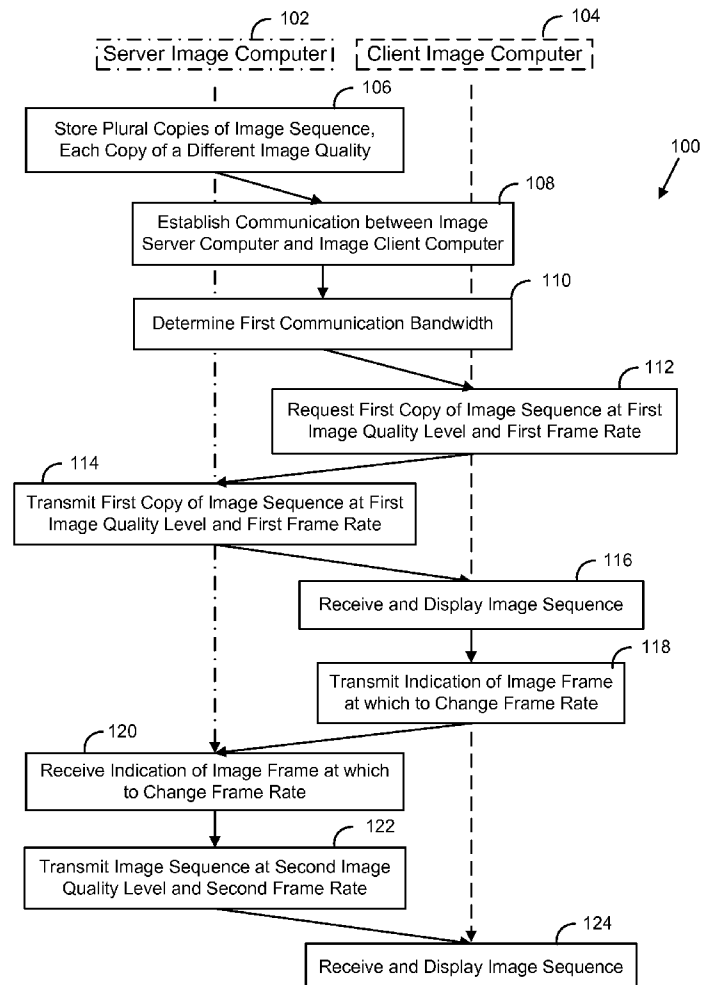 102
104
Server Image Computer
Client Image Computer
106
Store Plural Copies of Image Sequence,
Each Copy of a Different Image Quality
100
108
Establish Communication between Image
Server Computer and Image Client Computer
110
Determine First Communication Bandwidth
112
Request First Copy of Image Sequence at First
Image Quality Level and First Frame Rate
114
Transmit First Copy of Image Sequence at First
Image Quality Level and First Frame Rate
116
Receive and Display Image Sequence
118
Transmit Indication of Image Frame
at which to Change Frame Rate
120
Receive Indication of Image Frame at which
to Change Frame Rate
122
Transmit Image Sequence at Second Image
Quality Level and Second Frame Rate
124
Receive and Display Image Sequence